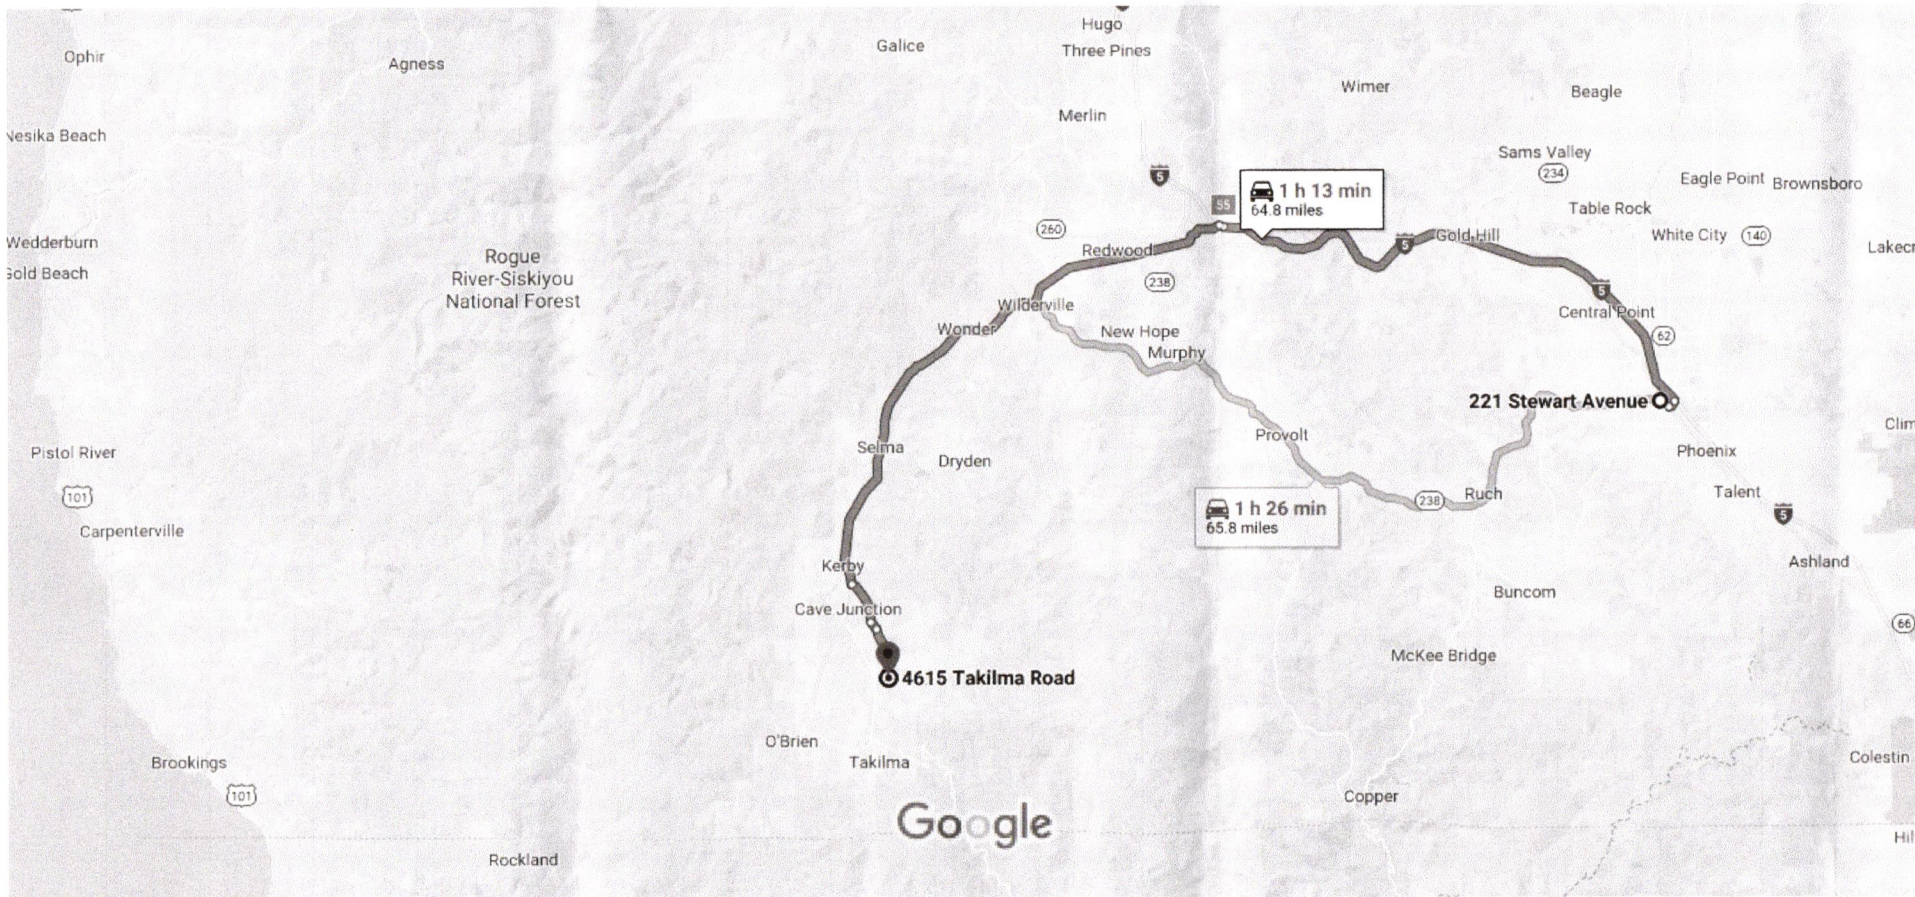 Hugo
Three Pines
Galice
Ophir
Agness
Wimer
Beagle
Merlin
Nesika Beach
Sams Valley
5
234
Eagle Point
Brownsboro
1 h 13 min
64.8 miles
55
Table Rock
260
White City
140
Wedderburn
Redwood
5
Gold Hill
Gold Beach
Rogue
River-Siskiyou
National Forest
238
5
Wilderville
Central Point
Wonder
New Hope
62
Murphy
221 Stewart Avenue
Provolt
Selma
Dryden
Pistol River
Phoenix
101
238
Ruch
Talent
1 h 26 min
65.8 miles
5
Carpenterville
Kerby
Ashland
Buncom
Cave Junction
66
McKee Bridge
4615 Takilma Road
O'Brien
Takilma
Brookings
Colestin
101
Copper
Google
Rockland